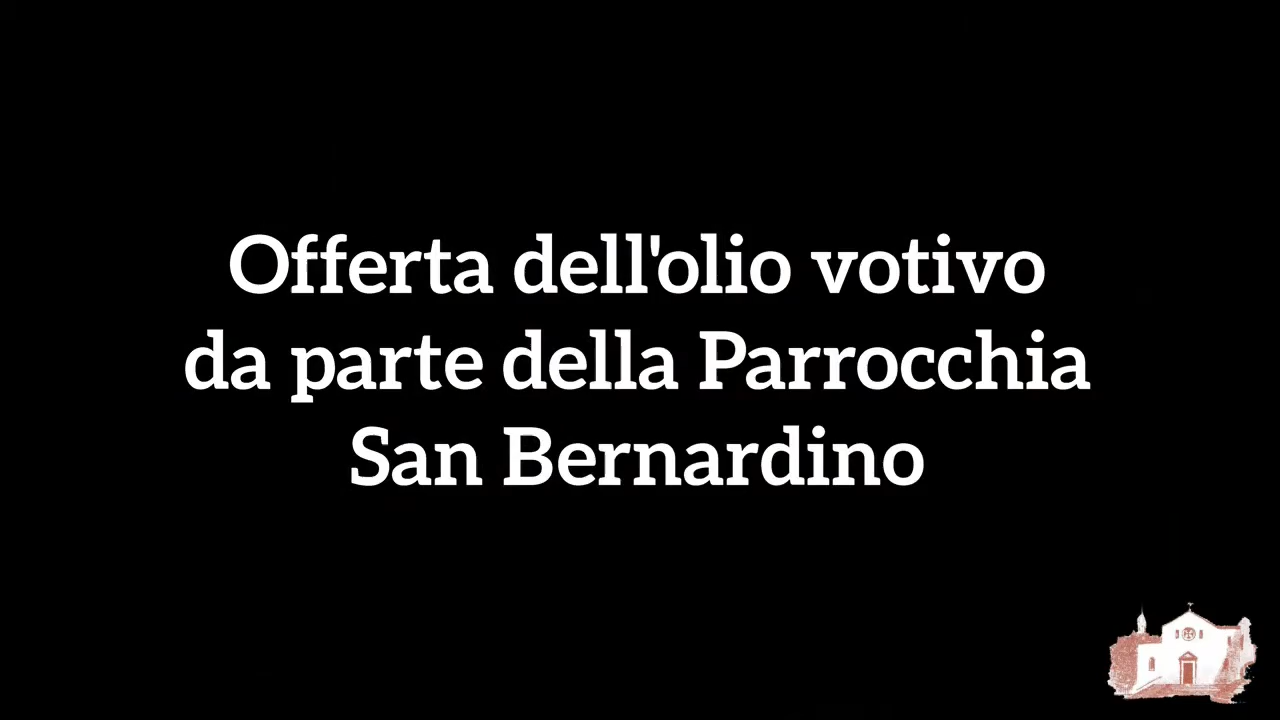 Offerta dell'olio votivo
da parte della Parrocchia
San Bernardino